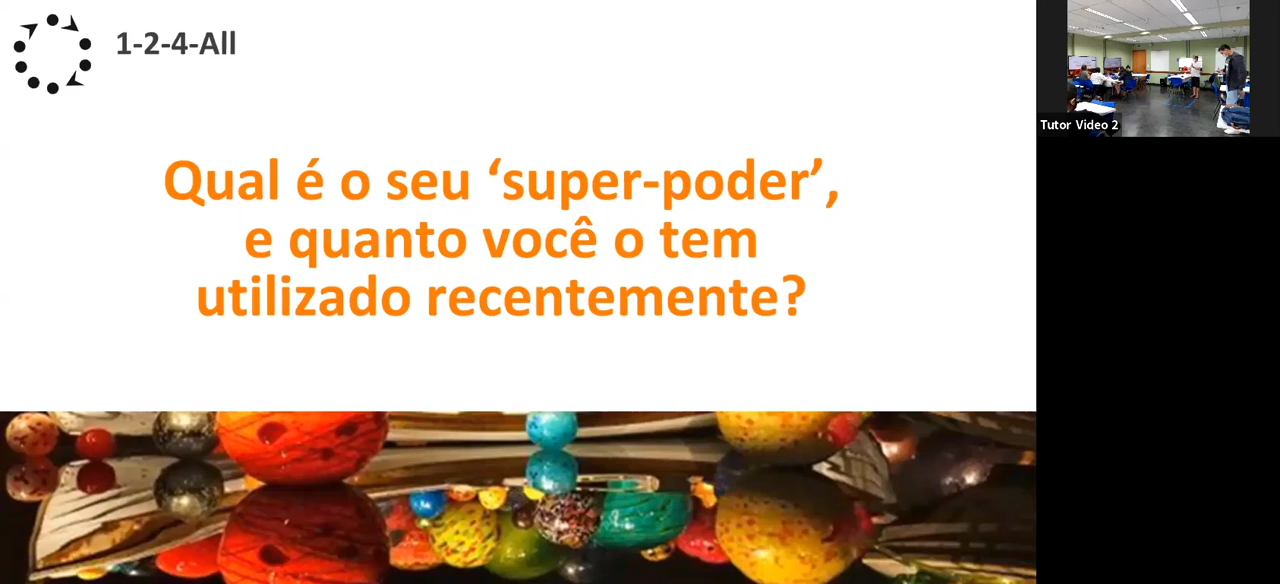 1-2-4-All
Qual é o seu ‘super-poder’,
e quanto você o tem
utilizado recentemente?
Tutor Video 2